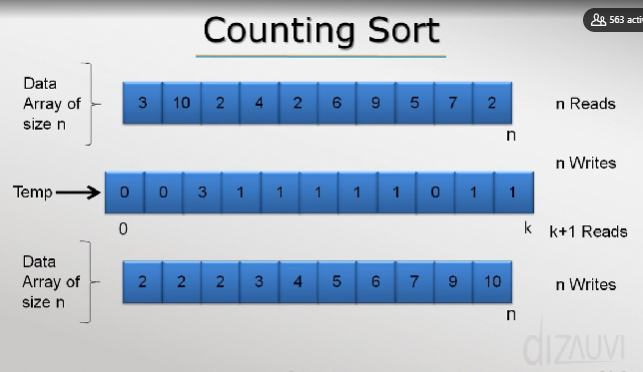 563 acti
Counting Sort
Data
Array of
size n
3 10 2 4 2 6 9 5 7 2
n
n Reads
n Writes
Temp
0 0 3 1 1 1 1 1 0 1 1
0
k
k+1 Reads
Data
Array of
size n
2 2 2 3 4 5 6 7 9 10
n
n Writes
dizauvi